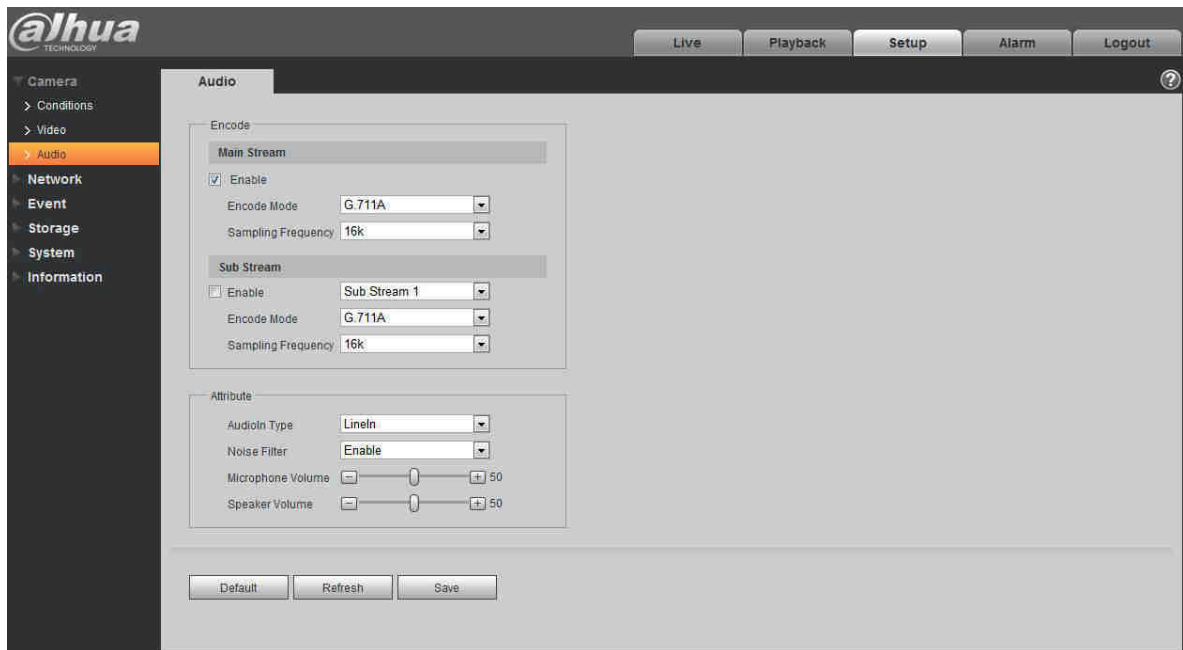 alhua
TECHNOLOGY
Live Playback Setup Alarm Logout
Camera
Conditions
Video
Audio
Network
Event
Storage
System
Information
Audio
?
Encode
Main Stream
Enable
Encode Mode G.711A
Sampling Frequency 16k
Sub Stream
Enable Sub Stream 1
Encode Mode G.711A
Sampling Frequency 16k
Attribute
AudioIn Type LineIn
Noise Filter Enable
Microphone Volume - + 50
Speaker Volume - + 50
Default Refresh Save